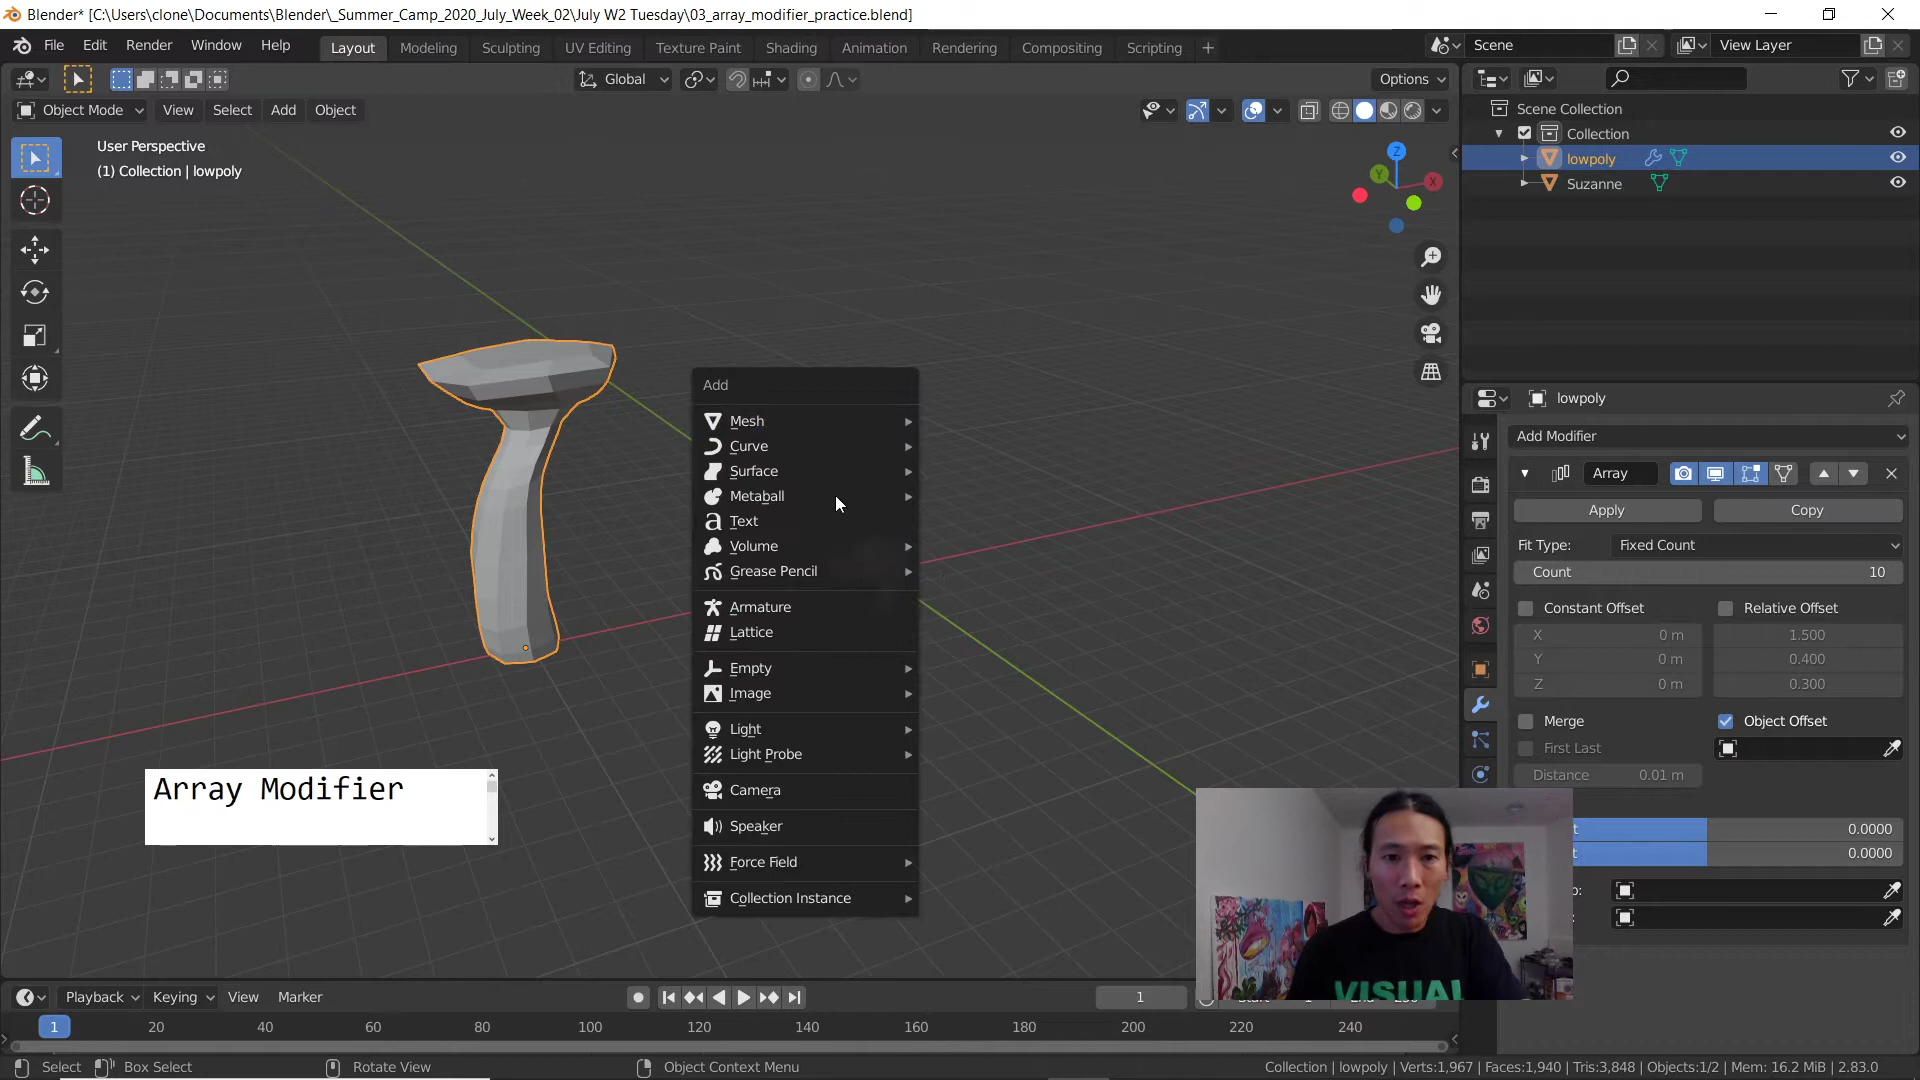 Blender* [C:\Users\clone\Documents\Blender\_Summer_Camp_2020_July_Week_02\July W2 Tuesday\03_array_modifier_practice.blend]
File Edit Render Window Help Layout Modeling Sculpting UV Editing Texture Paint Shading Animation Rendering Compositing Scripting + Scene View Layer
Global Options
Object Mode View Select Add Object
User Perspective
(1) Collection | lowpoly
Z
Y
X
Scene Collection
Collection
lowpoly
Suzanne
Add
Mesh
Curve
Surface
Metaball
Text
Volume
Grease Pencil
Armature
Lattice
Empty
Image
Light
Light Probe
Camera
Speaker
Force Field
Collection Instance
lowpoly
Add Modifier
Array
Apply Copy
Fit Type: Fixed Count
Count 10
Constant Offset Relative Offset
X 0 m 1.500
Y 0 m 0.400
Z 0 m 0.300
Merge Object Offset
First Last
Distance 0.01 m
0.0000
0.0000
Array Modifier
VISUAL
Playback Keying View Marker 1
1 20 40 60 80 100 120 140 160 180 200 220 240
Select Box Select Rotate View Object Context Menu Collection | lowpoly | Verts:1,967 | Faces:1,940 | Tris:3,848 | Objects:1/2 | Mem: 16.2 MiB | 2.83.0